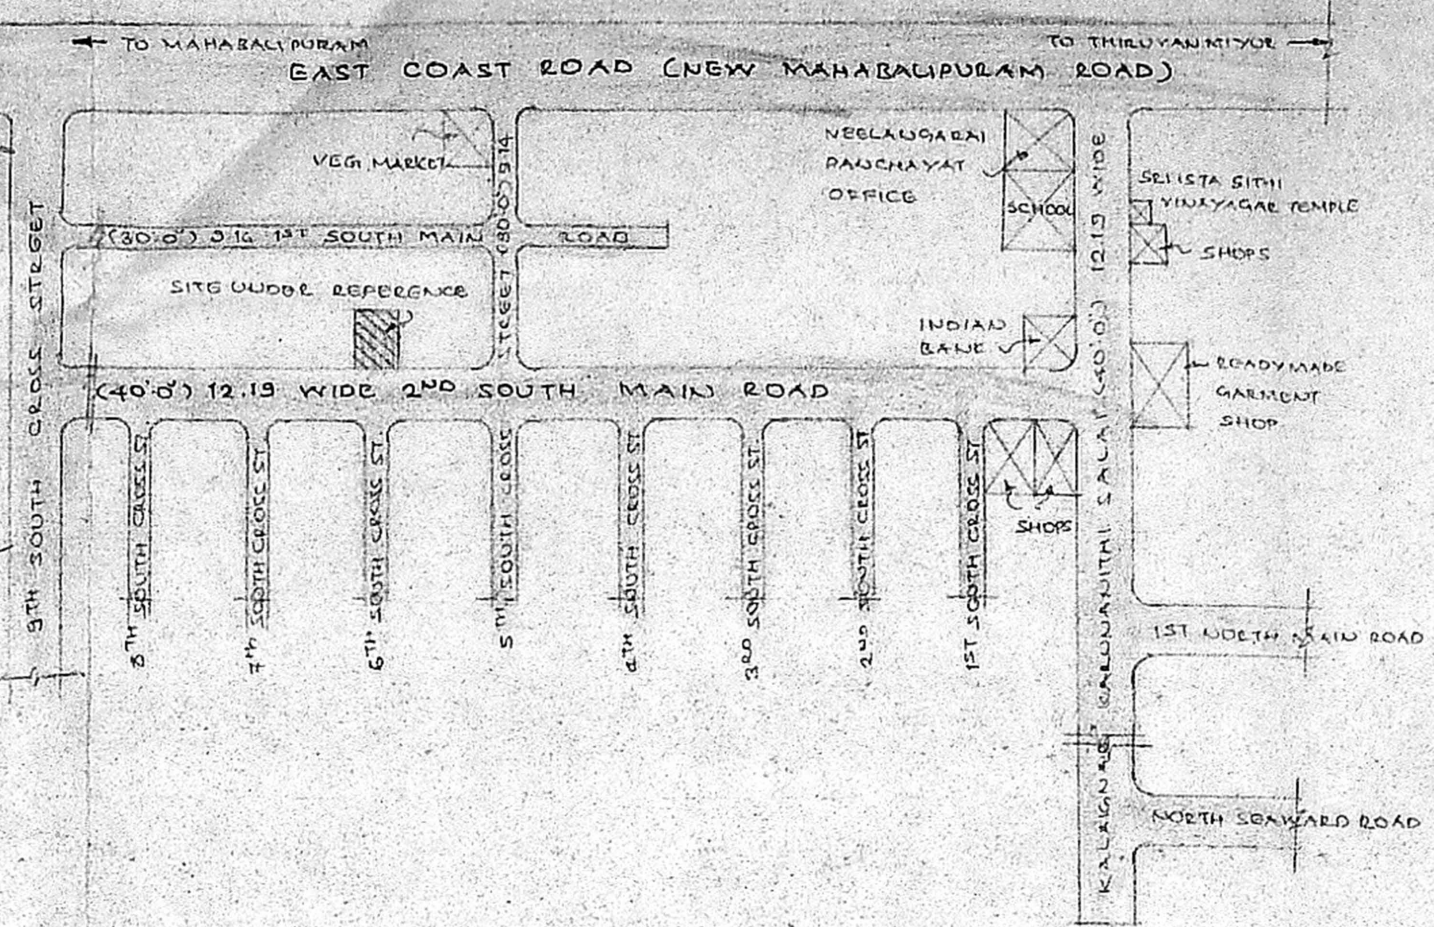 ← TO MAHABALIPURAM
TO THIRUVANMIYUR →
EAST COAST ROAD (NEW MAHABALIPURAM ROAD)
VEG. MARKET
NEELANGARAI
PANCHAYAT
OFFICE
SCHOOL
SRI ISTA SITHI
VINAYAGAR TEMPLE
SHOPS
(30'.0") 9.14 1ST SOUTH MAIN ROAD
SITE UNDER REFERENCE
INDIAN
BANK
READYMADE
GARMENT
SHOP
(40'.0") 12.19 WIDE 2ND SOUTH MAIN ROAD
9TH SOUTH CROSS STREET
8TH SOUTH CROSS ST
7TH SOUTH CROSS ST
6TH SOUTH CROSS ST
5TH SOUTH CROSS STREET (30'.0") 9.14
4TH SOUTH CROSS ST
3RD SOUTH CROSS ST
2ND SOUTH CROSS ST
1ST SOUTH CROSS ST
SHOPS
KALAIGNAR KARUNANITHI SALAI (40'.0") 12.19 WIDE
1ST NORTH MAIN ROAD
NORTH SEAWARD ROAD